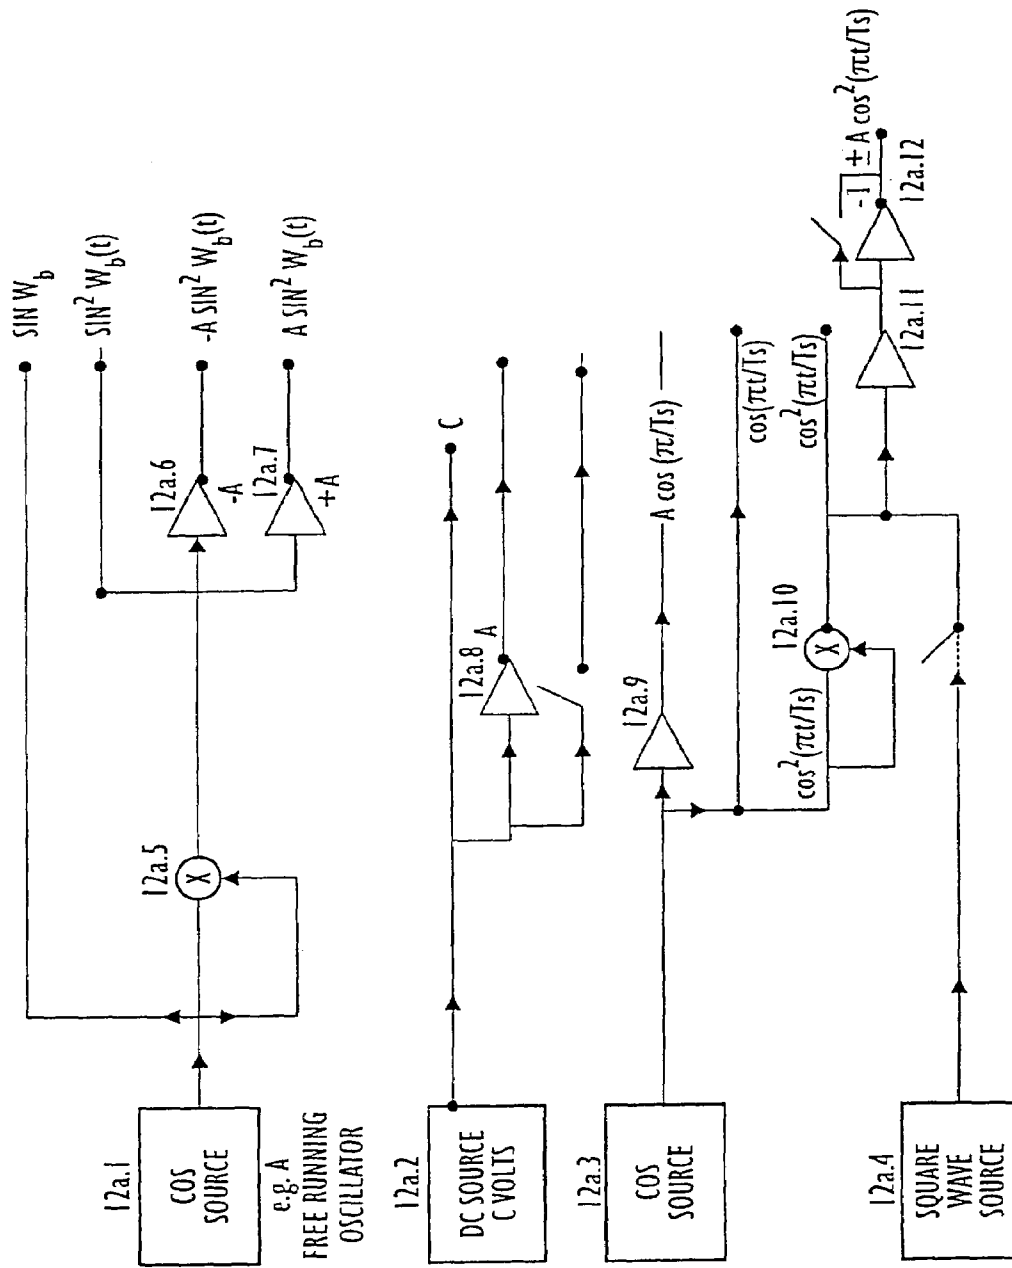 12a.1
COS
SOURCE
e.g. A
FREE RUNNING
OSCILLATOR
12a.5
X
12a.6
-A
12a.7
+A
SIN W_b
SIN² W_b(t)
-A SIN² W_b(t)
A SIN² W_b(t)
12a.2
DC SOURCE
C VOLTS
12a.8
A
C
12a.3
COS
SOURCE
12a.9
A cos (π/Ts)
cos(πt/Ts)
cos²(πt/Ts)
cos²(πt/Ts)
12a.10
X
12a.11
-1
± A cos²(πt/Ts)
12a.12
12a.4
SQUARE
WAVE
SOURCE